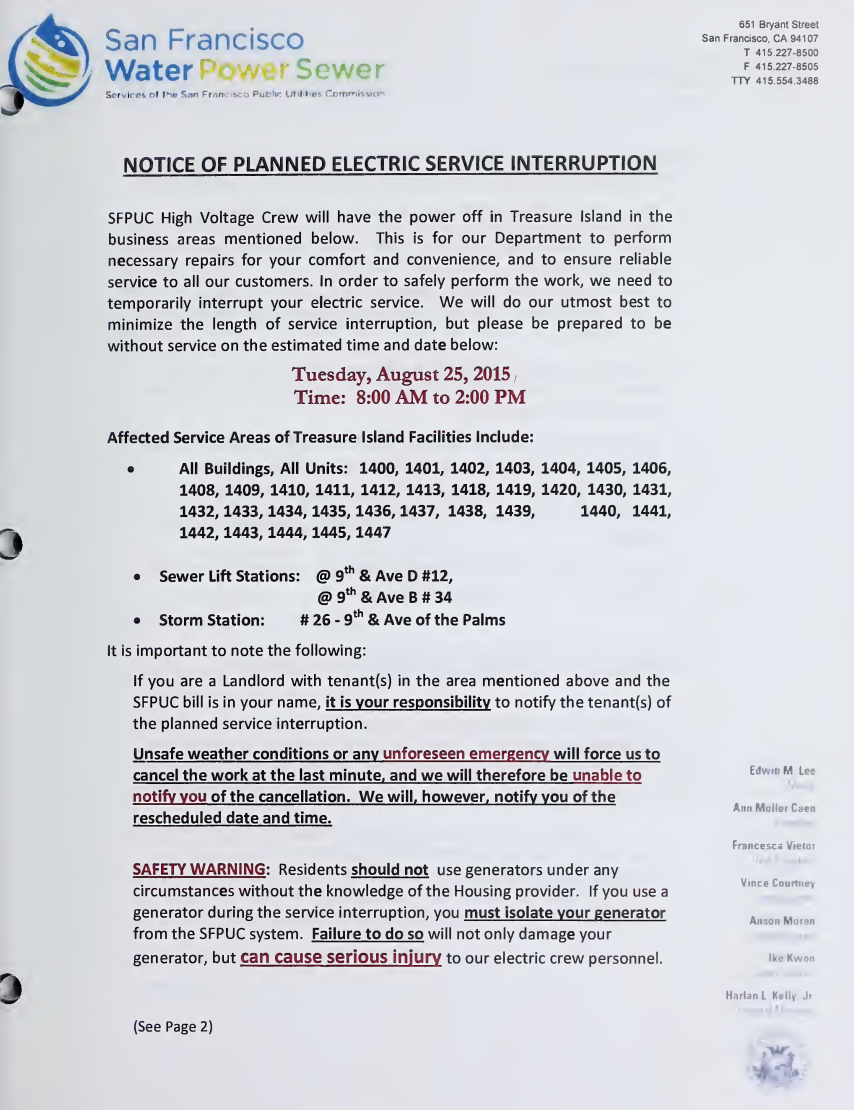 San Francisco
Water Power Sewer
Services of the San Francisco Public Utilities Commission
651 Bryant Street
San Francisco, CA 94107
T 415.227-8500
F 415.227-8505
TTY 415.554.3488
NOTICE OF PLANNED ELECTRIC SERVICE INTERRUPTION
SFPUC High Voltage Crew will have the power off in Treasure Island in the
business areas mentioned below. This is for our Department to perform
necessary repairs for your comfort and convenience, and to ensure reliable
service to all our customers. In order to safely perform the work, we need to
temporarily interrupt your electric service. We will do our utmost best to
minimize the length of service interruption, but please be prepared to be
without service on the estimated time and date below:
Tuesday, August 25, 2015
Time: 8:00 AM to 2:00 PM
Affected Service Areas of Treasure Island Facilities Include:
• All Buildings, All Units: 1400, 1401, 1402, 1403, 1404, 1405, 1406,
1408, 1409, 1410, 1411, 1412, 1413, 1418, 1419, 1420, 1430, 1431,
1432, 1433, 1434, 1435, 1436, 1437, 1438, 1439, 1440, 1441,
1442, 1443, 1444, 1445, 1447
• Sewer Lift Stations: @ 9th & Ave D #12,
@ 9th & Ave B # 34
• Storm Station: # 26 - 9th & Ave of the Palms
It is important to note the following:
If you are a Landlord with tenant(s) in the area mentioned above and the
SFPUC bill is in your name, it is your responsibility to notify the tenant(s) of
the planned service interruption.
Unsafe weather conditions or any unforeseen emergency will force us to
cancel the work at the last minute, and we will therefore be unable to
notify you of the cancellation. We will, however, notify you of the
rescheduled date and time.
SAFETY WARNING: Residents should not use generators under any
circumstances without the knowledge of the Housing provider. If you use a
generator during the service interruption, you must isolate your generator
from the SFPUC system. Failure to do so will not only damage your
generator, but can cause serious injury to our electric crew personnel.
(See Page 2)
Edwin M. Lee
Ann Moller Caen
Francesca Vietor
Vince Courtney
Anson Moran
Ike Kwon
Harlan L. Kelly, Jr.